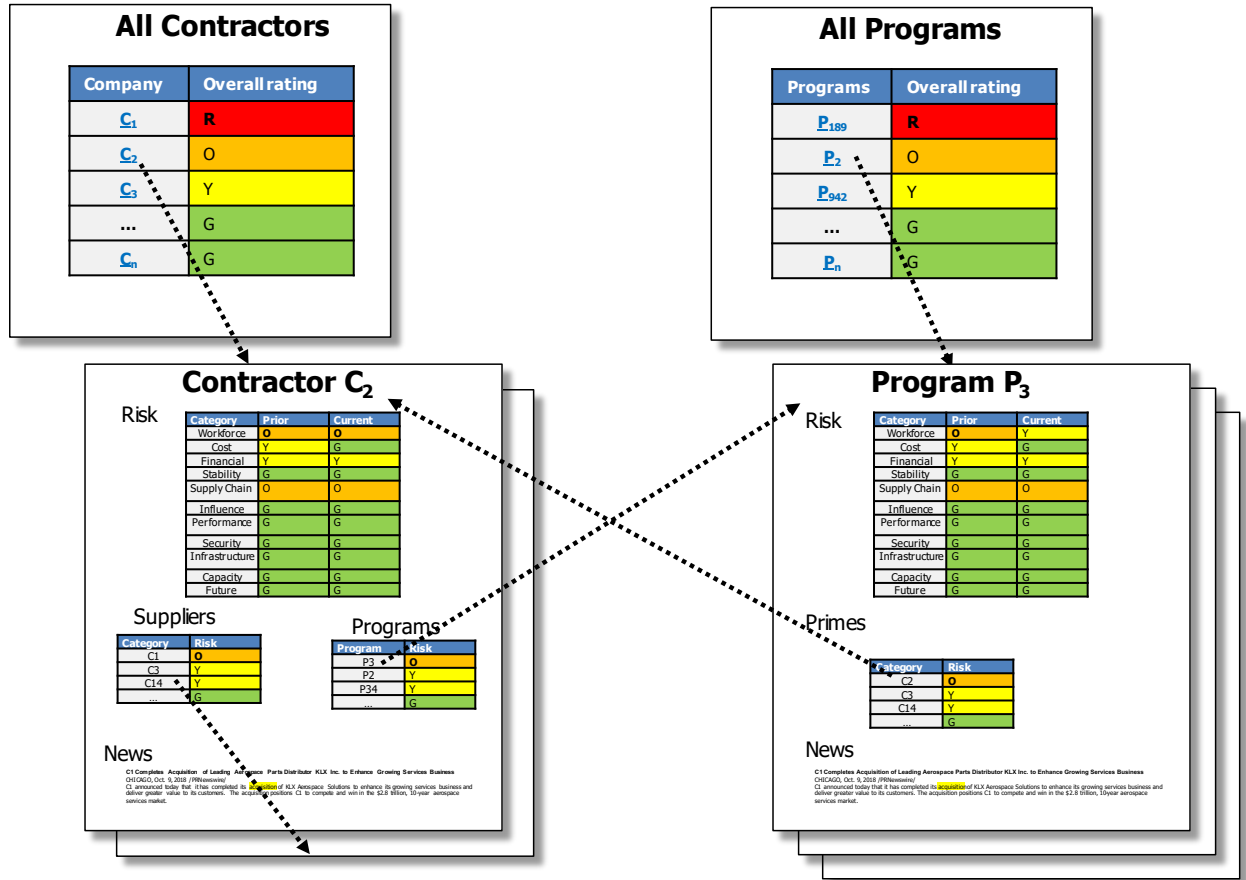 All Contractors
Company Overall rating
C1 R
C2 O
C3 Y
... G
Cn G
All Programs
Programs Overall rating
P189 R
P2 O
P942 Y
... G
Pn G
Contractor C2
Risk
Category Prior Current
Workforce O O
Cost Y G
Financial Y Y
Stability G G
Supply Chain O O
Influence G G
Performance G G
Security G G
Infrastructure G G
Capacity G G
Future G G
Suppliers
Category Risk
C1 O
C3 Y
C14 Y
... G
Programs
Program Risk
P3 O
P2 Y
P34 Y
... G
News
C1 Completes Acquisition of Leading Aerospace Parts Distributor KLX Inc. to Enhance Growing Services Business
CHICAGO, Oct. 9, 2018 /PRNewswire/
C1 announced today that it has completed its acquisition of KLX Aerospace Solutions to enhance its growing services business and
deliver greater value to its customers. The acquisition positions C1 to compete and win in the $2.8 trillion, 10-year aerospace
services market.
Program P3
Risk
Category Prior Current
Workforce O Y
Cost Y G
Financial Y Y
Stability G G
Supply Chain O O
Influence G G
Performance G G
Security G G
Infrastructure G G
Capacity G G
Future G G
Primes
Category Risk
C2 O
C3 Y
C14 Y
... G
News
C1 Completes Acquisition of Leading Aerospace Parts Distributor KLX Inc. to Enhance Growing Services Business
CHICAGO, Oct. 9, 2018 /PRNewswire/
C1 announced today that it has completed its acquisition of KLX Aerospace Solutions to enhance its growing services business and
deliver greater value to its customers. The acquisition positions C1 to compete and win in the $2.8 trillion, 10-year aerospace
services market.